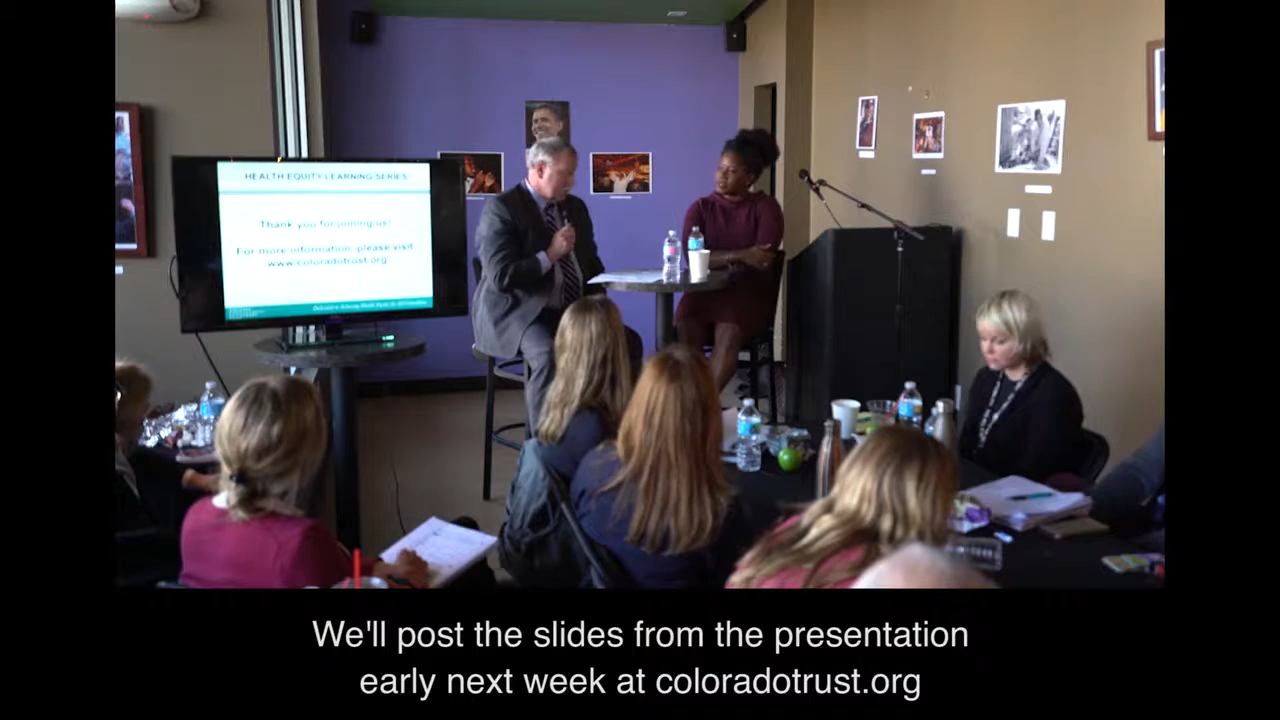 HEALTH EQUITY LEARNING SERIES
Thank you for joining us!
For more information, please visit
www.coloradotrust.org
We'll post the slides from the presentation
early next week at coloradotrust.org